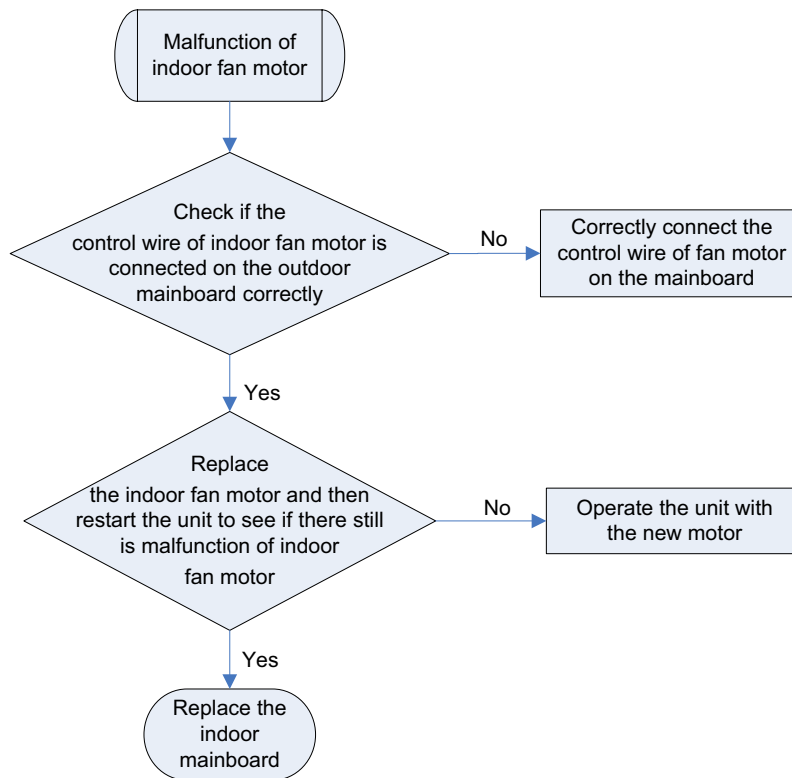 Malfunction of
indoor fan motor
Check if the
control wire of indoor fan motor is
connected on the outdoor
mainboard correctly
No
Correctly connect the
control wire of fan motor
on the mainboard
Yes
Replace
the indoor fan motor and then
restart the unit to see if there still
is malfunction of indoor
fan motor
No
Operate the unit with
the new motor
Yes
Replace the
indoor
mainboard